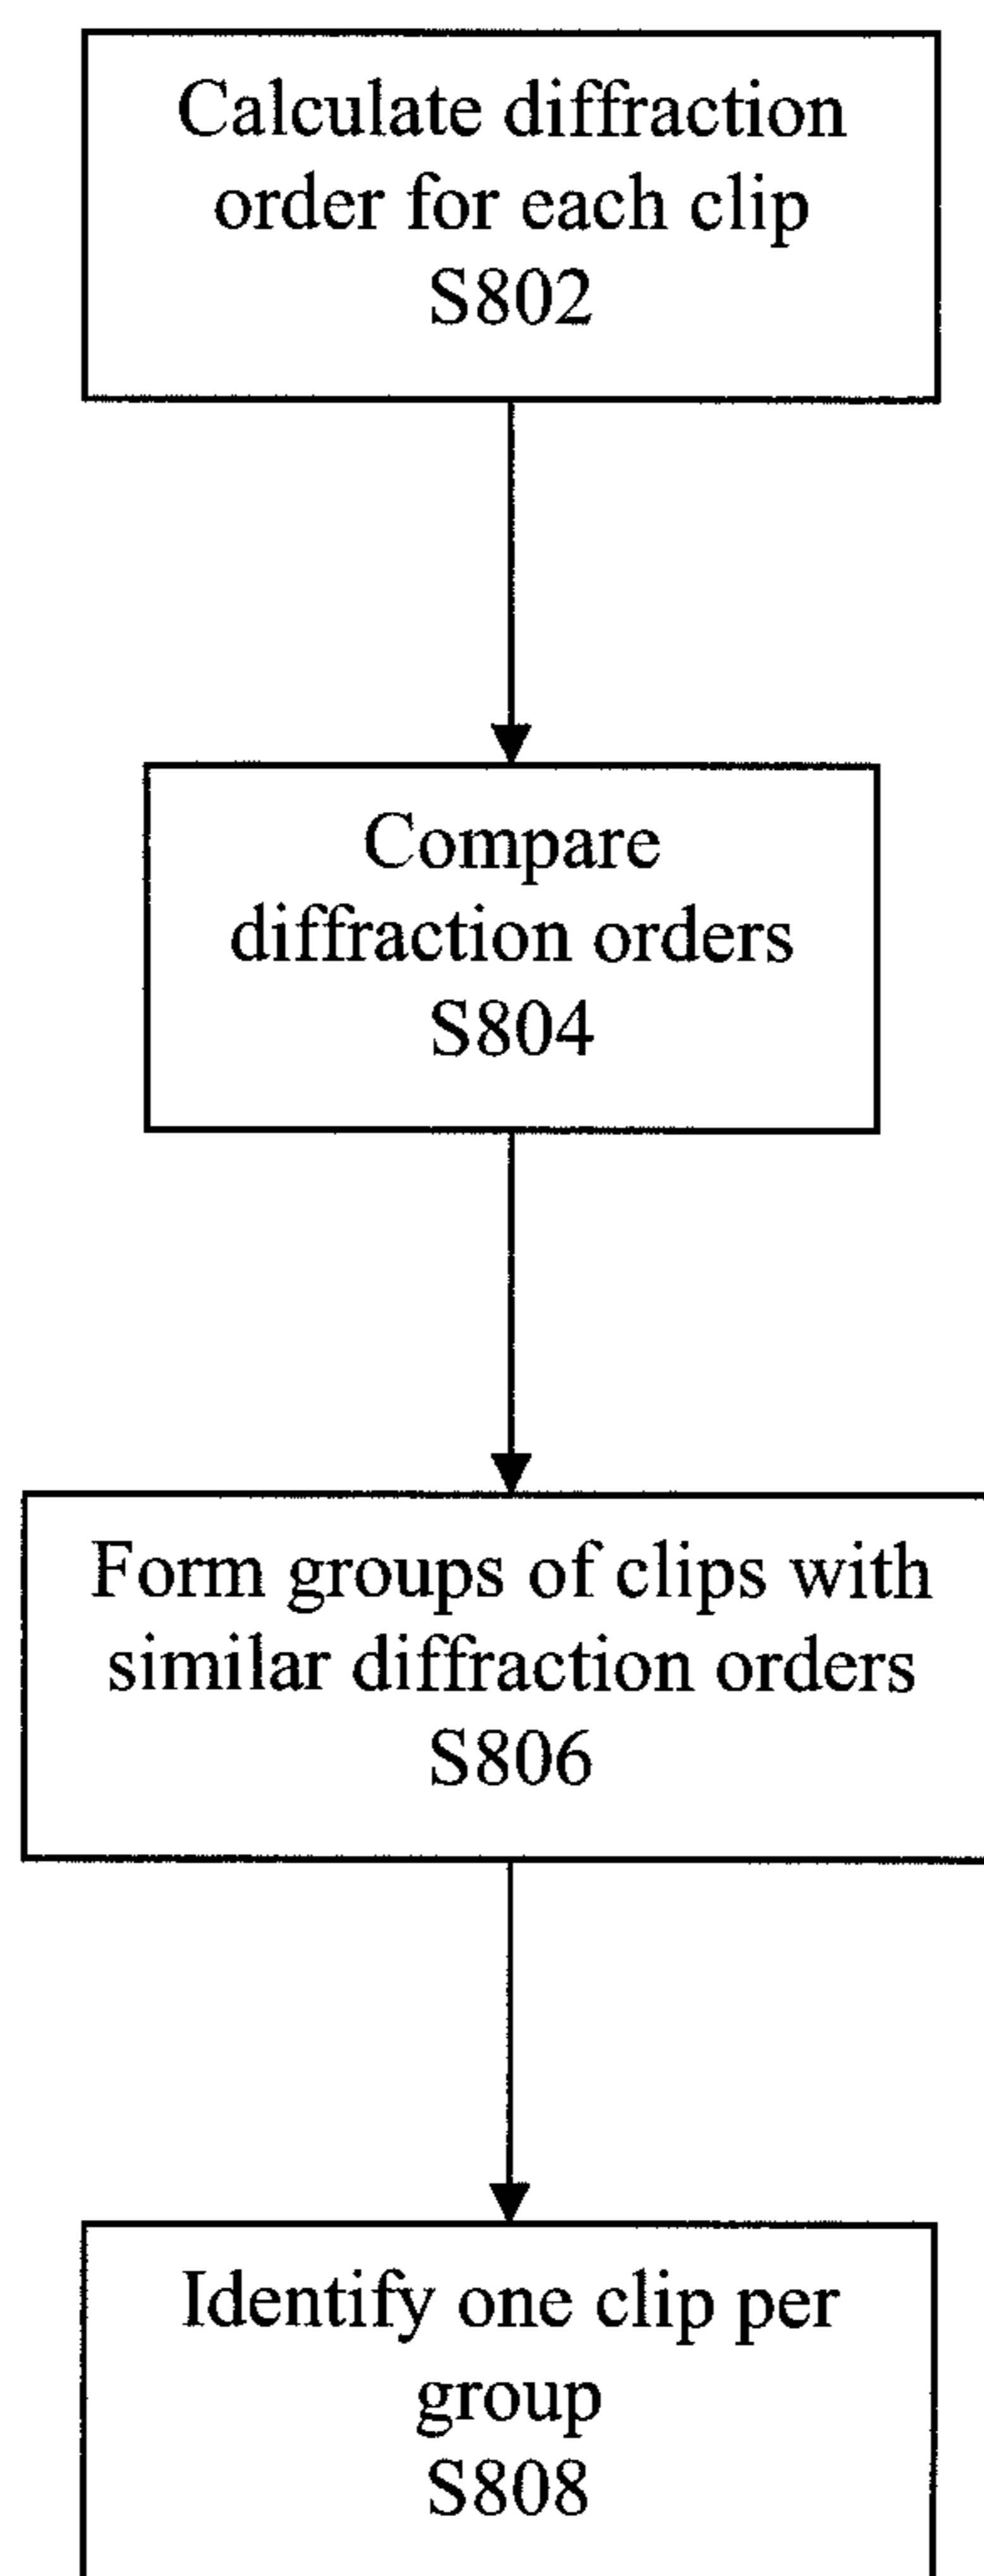 Calculate diffraction
order for each clip
S802
Compare
diffraction orders
S804
Form groups of clips with
similar diffraction orders
S806
Identify one clip per
group
S808